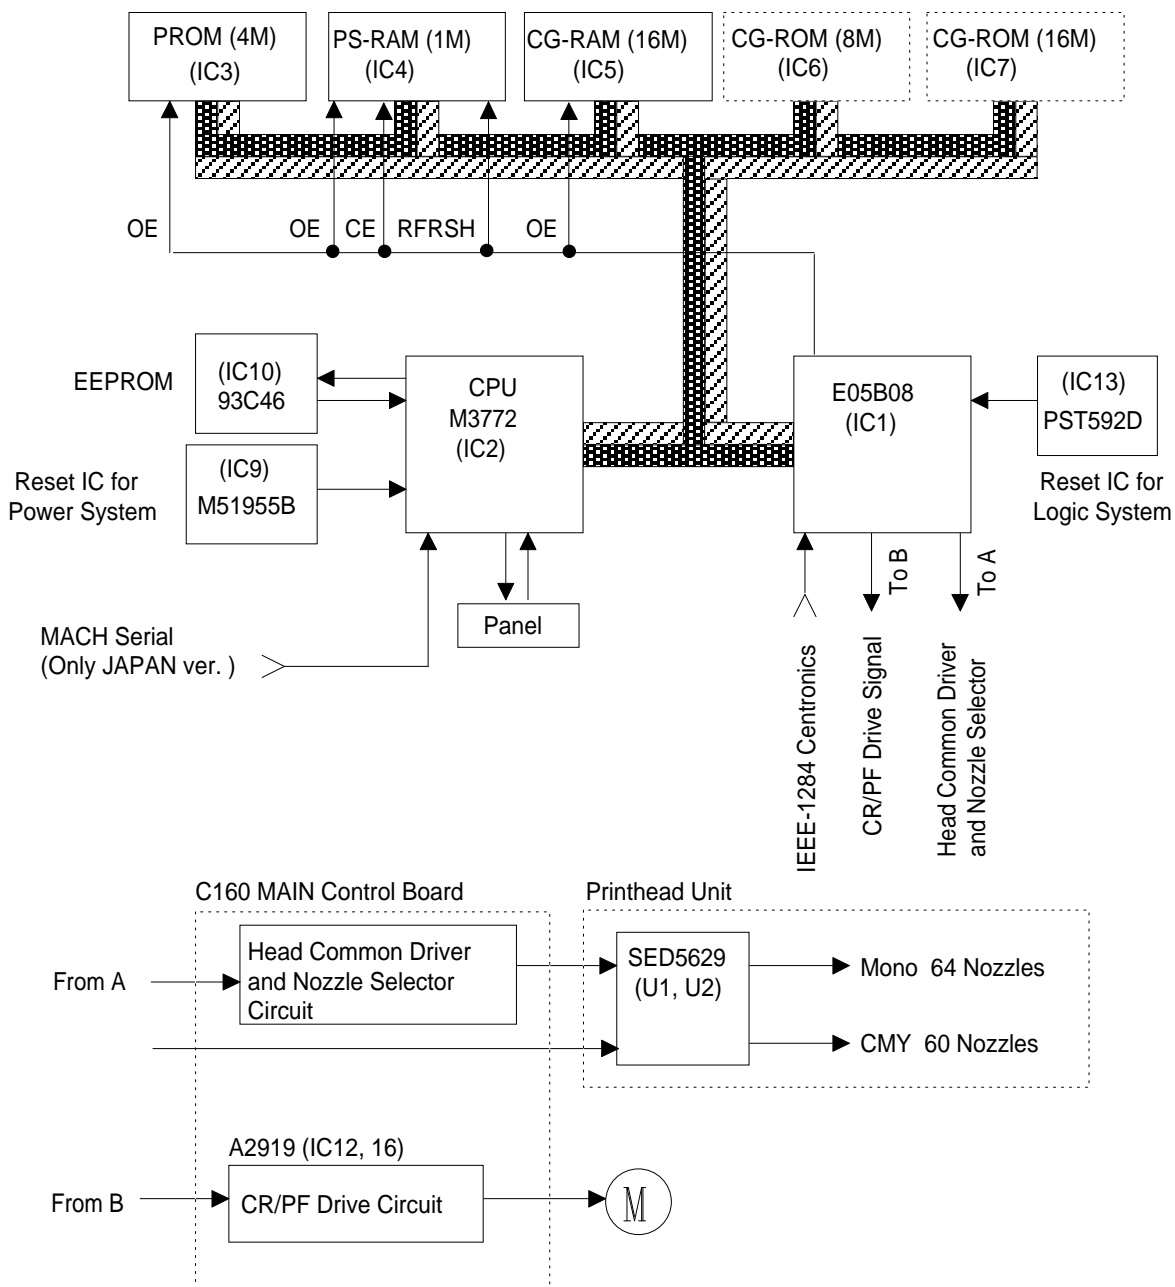 PROM (4M)
(IC3)
PS-RAM (1M)
(IC4)
CG-RAM (16M)
(IC5)
CG-ROM (8M)
(IC6)
CG-ROM (16M)
(IC7)
OE
OE
CE
RFRSH
OE
EEPROM
(IC10)
93C46
CPU
M3772
(IC2)
E05B08
(IC1)
(IC13)
PST592D
Reset IC for
Power System
(IC9)
M51955B
Reset IC for
Logic System
To B
To A
Panel
MACH Serial
(Only JAPAN ver. )
IEEE-1284 Centronics
CR/PF Drive Signal
Head Common Driver
and Nozzle Selector
C160 MAIN Control Board
Printhead Unit
From A
Head Common Driver
and Nozzle Selector
Circuit
SED5629
(U1, U2)
Mono 64 Nozzles
CMY 60 Nozzles
A2919 (IC12, 16)
From B
CR/PF Drive Circuit
M